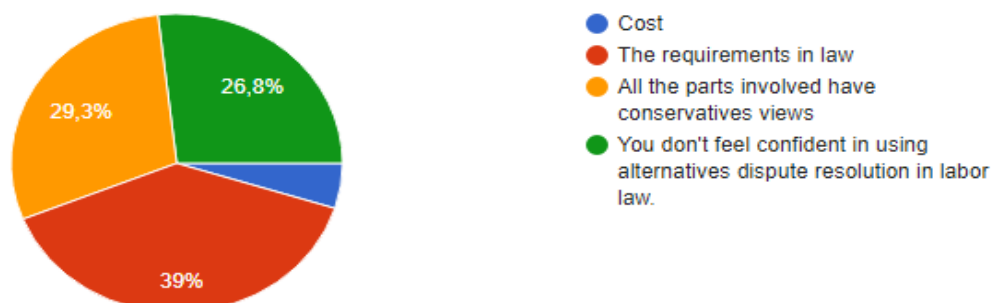 26,8%
29,3%
39%
Cost
The requirements in law
All the parts involved have
conservatives views
You don't feel confident in using
alternatives dispute resolution in labor
law.